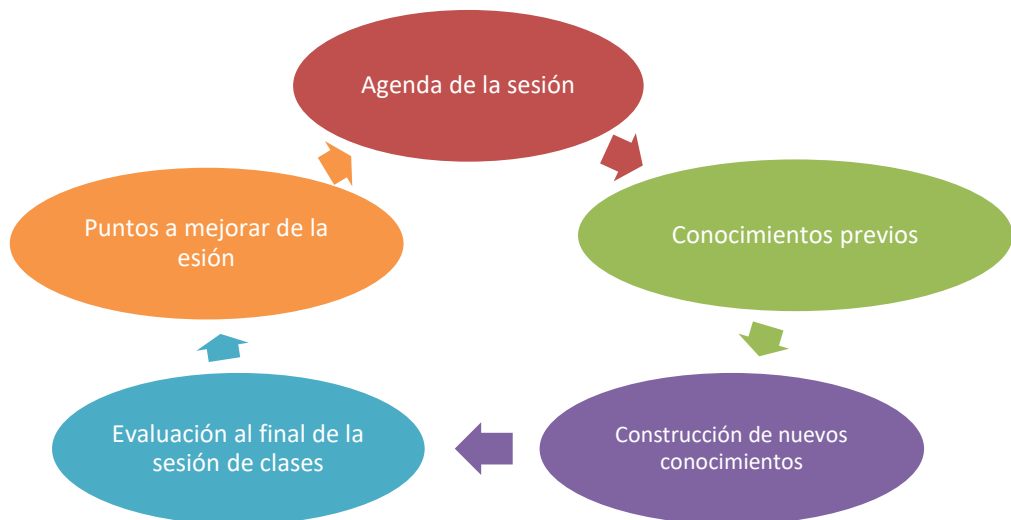 Agenda de la sesión
Conocimientos previos
Construcción de nuevos
conocimientos
Evaluación al final de la
sesión de clases
Puntos a mejorar de la
esión